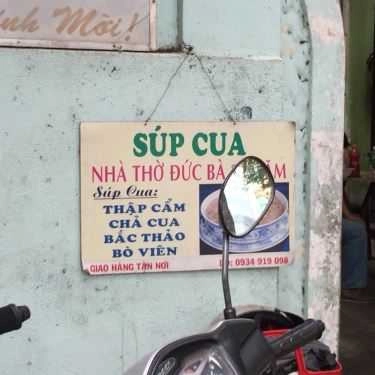 ính Mời!
SÚP CUA
NHÀ THỜ ĐỨC BÀ
Súp Cua:
THẬP CẨM
CHẢ CUA
BẮC THẢO
BÒ VIÊN
GIAO HÀNG TẬN NƠI
0934 919 098